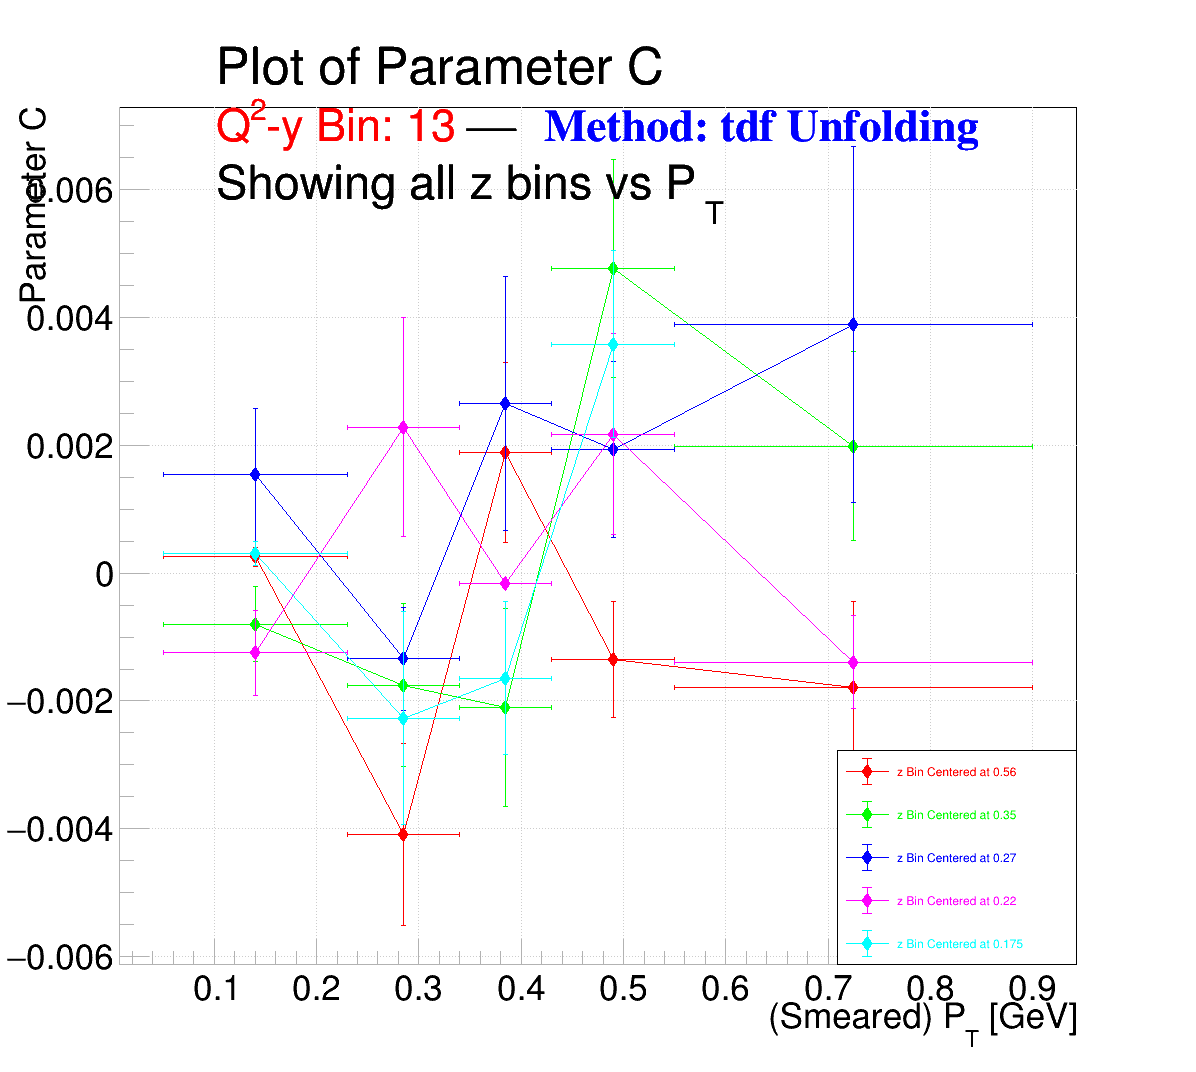 Plot of Parameter C
Q2-y Bin: 13 — Method: tdf Unfolding
Showing all z bins vs PT
Parameter C
0.006
0.004
0.002
0
−0.002
−0.004
−0.006
z Bin Centered at 0.56
z Bin Centered at 0.35
z Bin Centered at 0.27
z Bin Centered at 0.22
z Bin Centered at 0.175
0.1 0.2 0.3 0.4 0.5 0.6 0.7 0.8 0.9
(Smeared) PT [GeV]